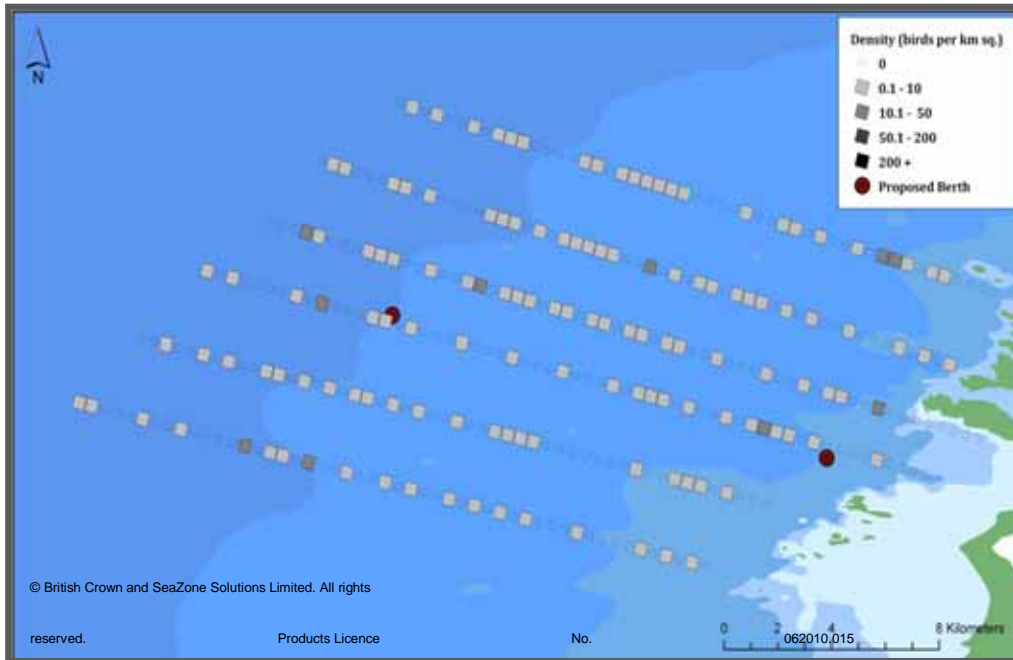 N
Density (birds per km sq.)
0
0.1 - 10
10.1 - 50
50.1 - 200
200 +
Proposed Berth
© British Crown and SeaZone Solutions Limited. All rights
reserved. Products Licence No. 062010.015
0 2 4 8 Kilometers